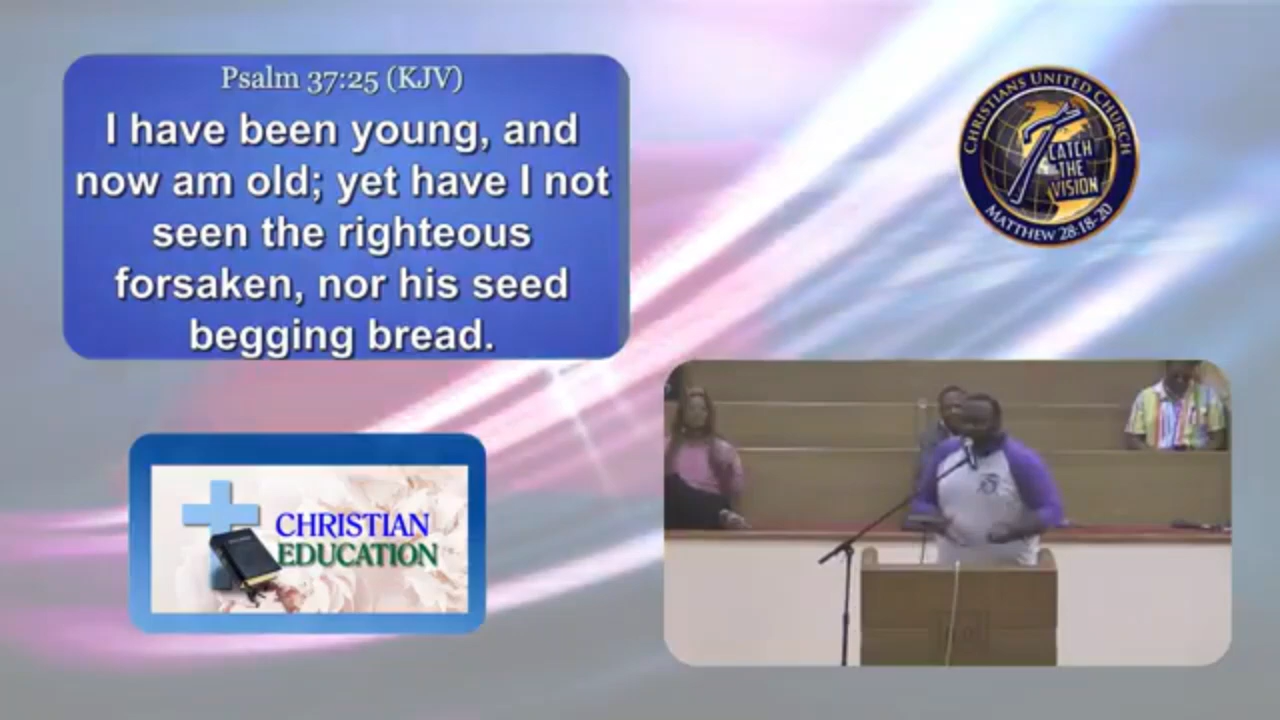 Psalm 37:25 (KJV)
I have been young, and
now am old; yet have I not
seen the righteous
forsaken, nor his seed
begging bread.
CHRISTIANS UNITED CHURCH
CATCH
THE
VISION
MATTHEW 28:18-20
CHRISTIAN
EDUCATION